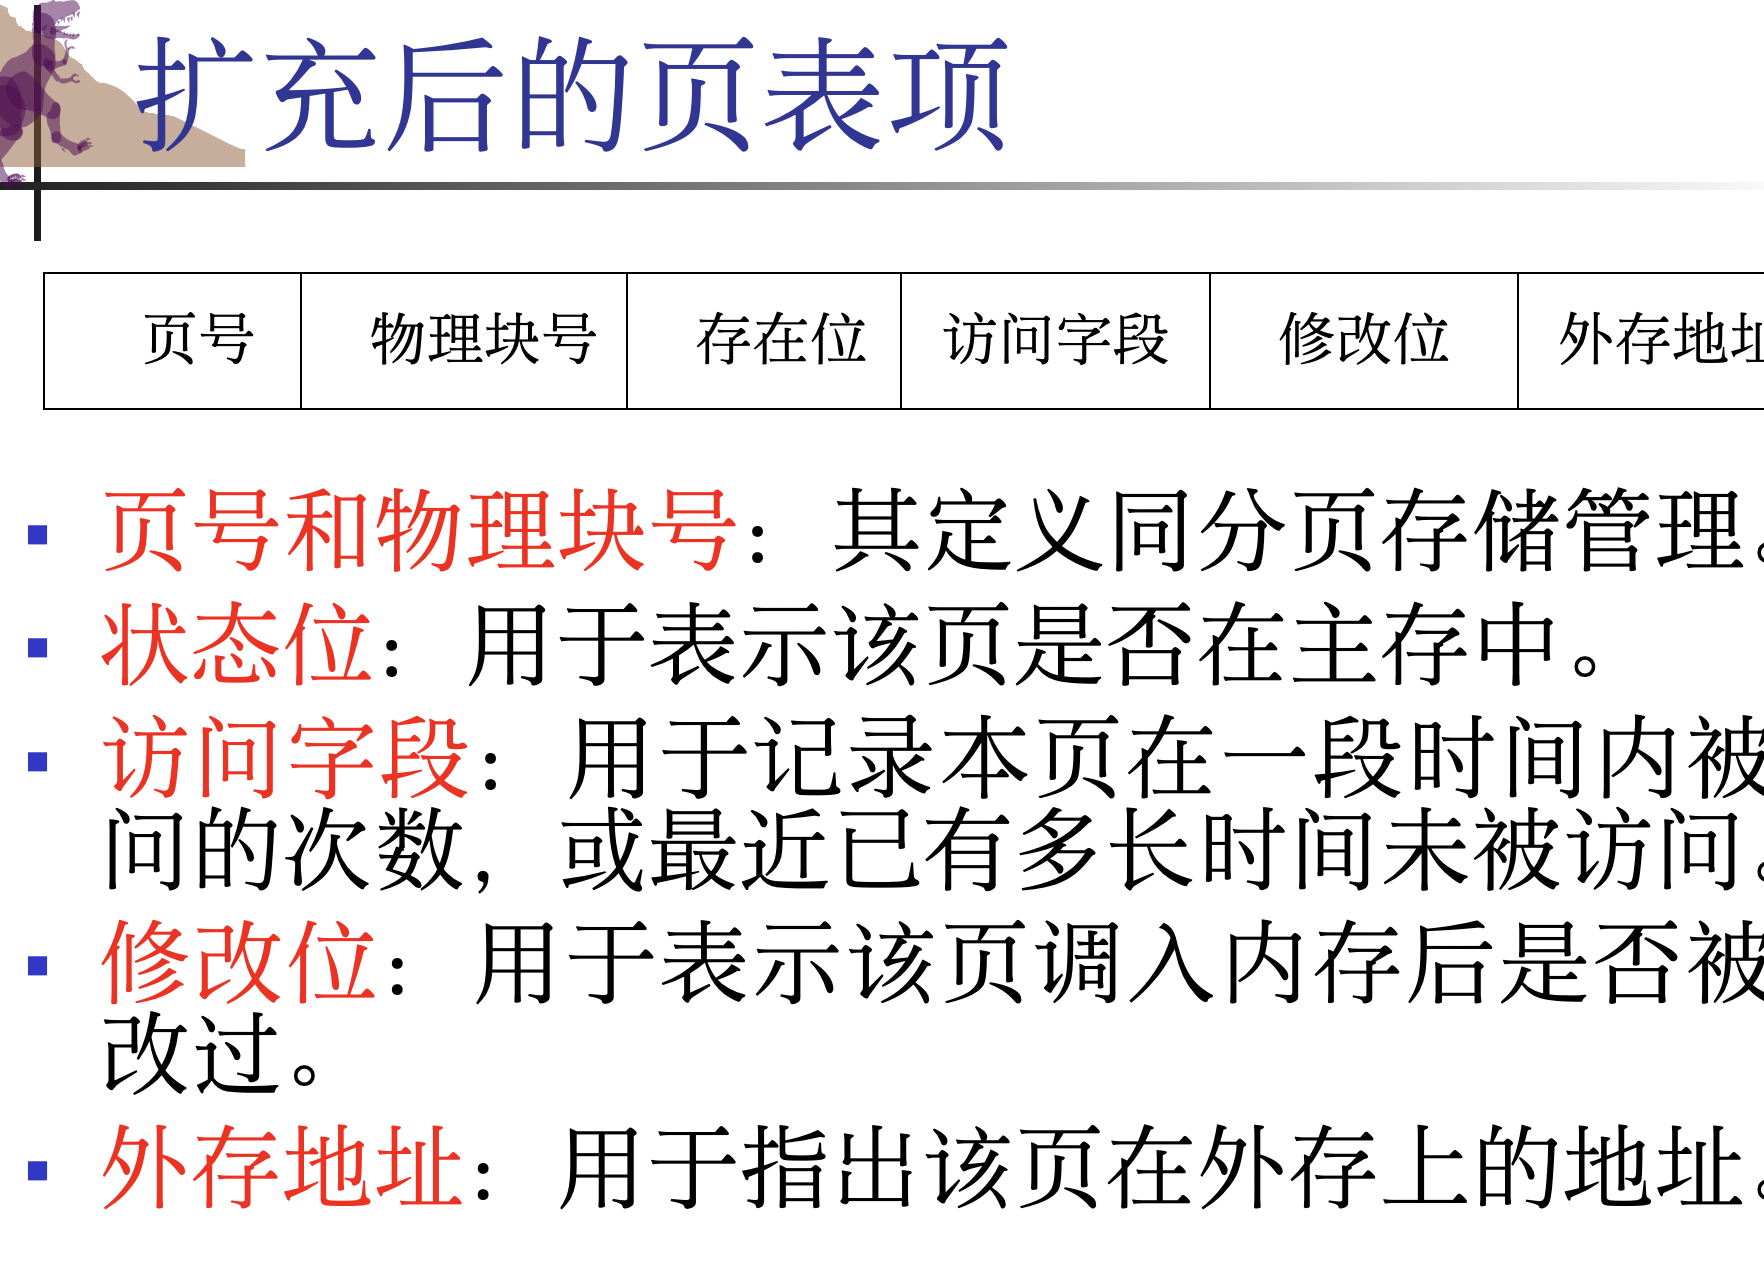 扩充后的页表项
页号 物理块号 存在位 访问字段 修改位 外存地址
页号和物理块号：其定义同分页存储管理。
状态位：用于表示该页是否在主存中。
访问字段：用于记录本页在一段时间内被
问的次数，或最近已有多长时间未被访问。
修改位：用于表示该页调入内存后是否被
改过。
外存地址：用于指出该页在外存上的地址。